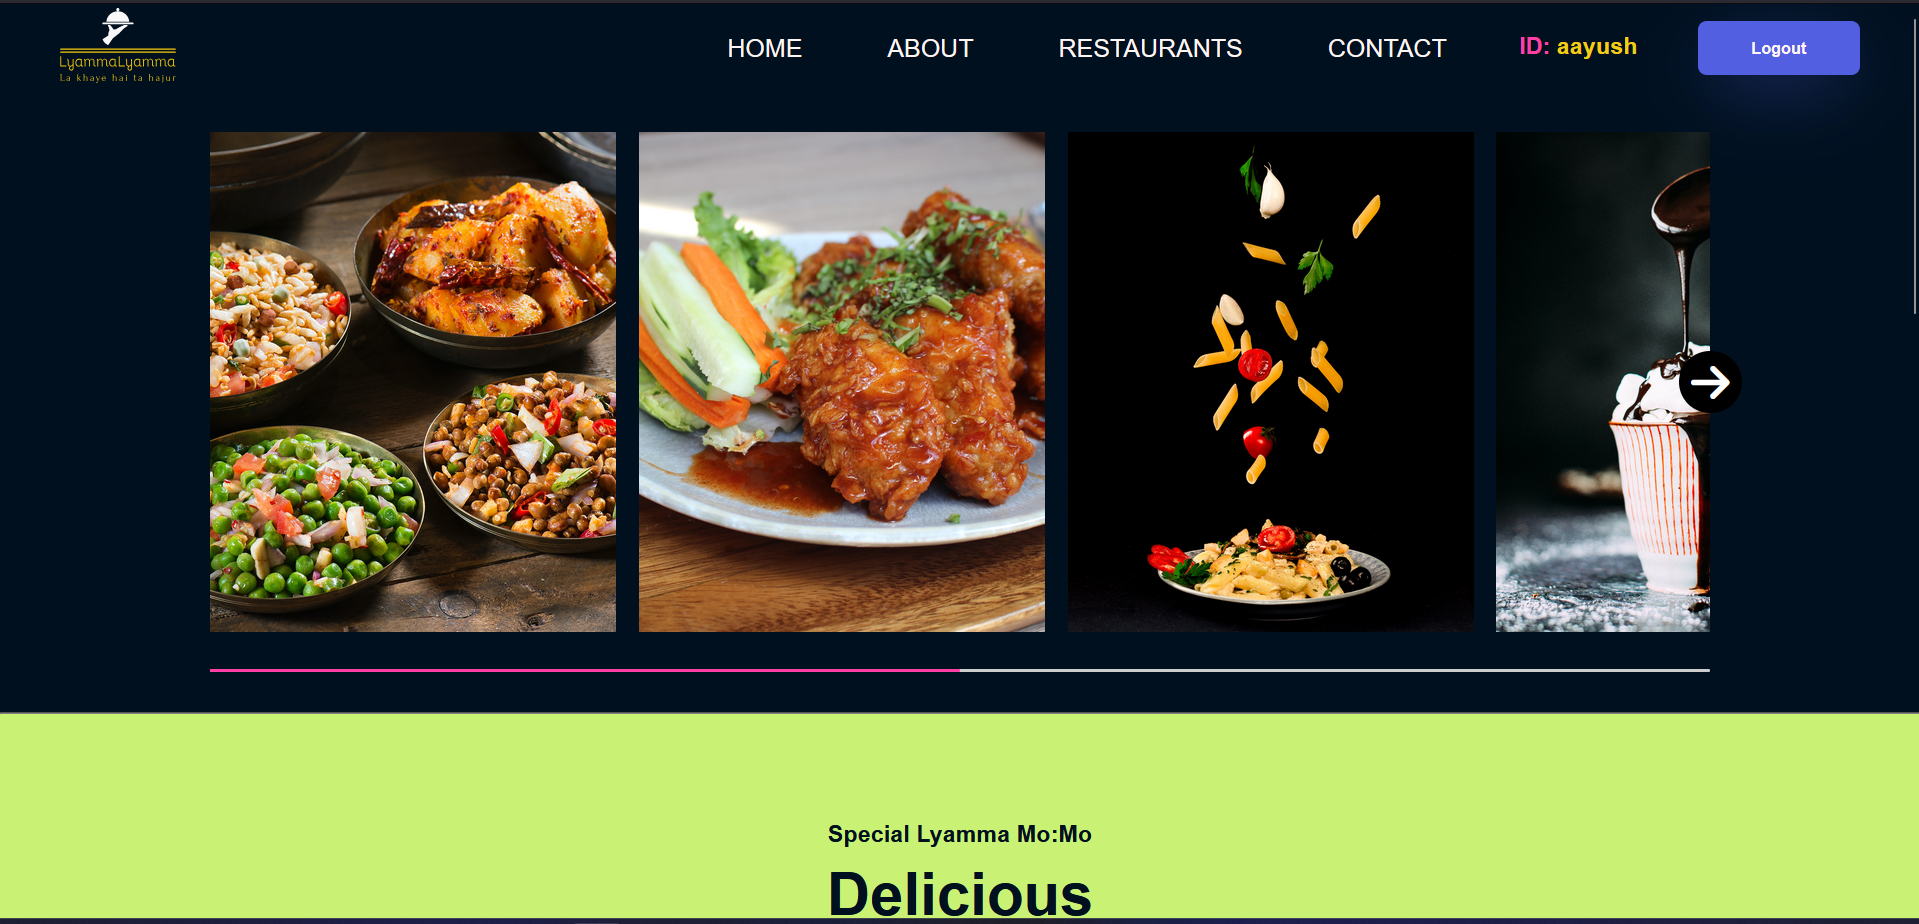 LyammaLyamma
La khaye hai ta hajur
HOME ABOUT RESTAURANTS CONTACT ID: aayush Logout
Special Lyamma Mo:Mo
Delicious